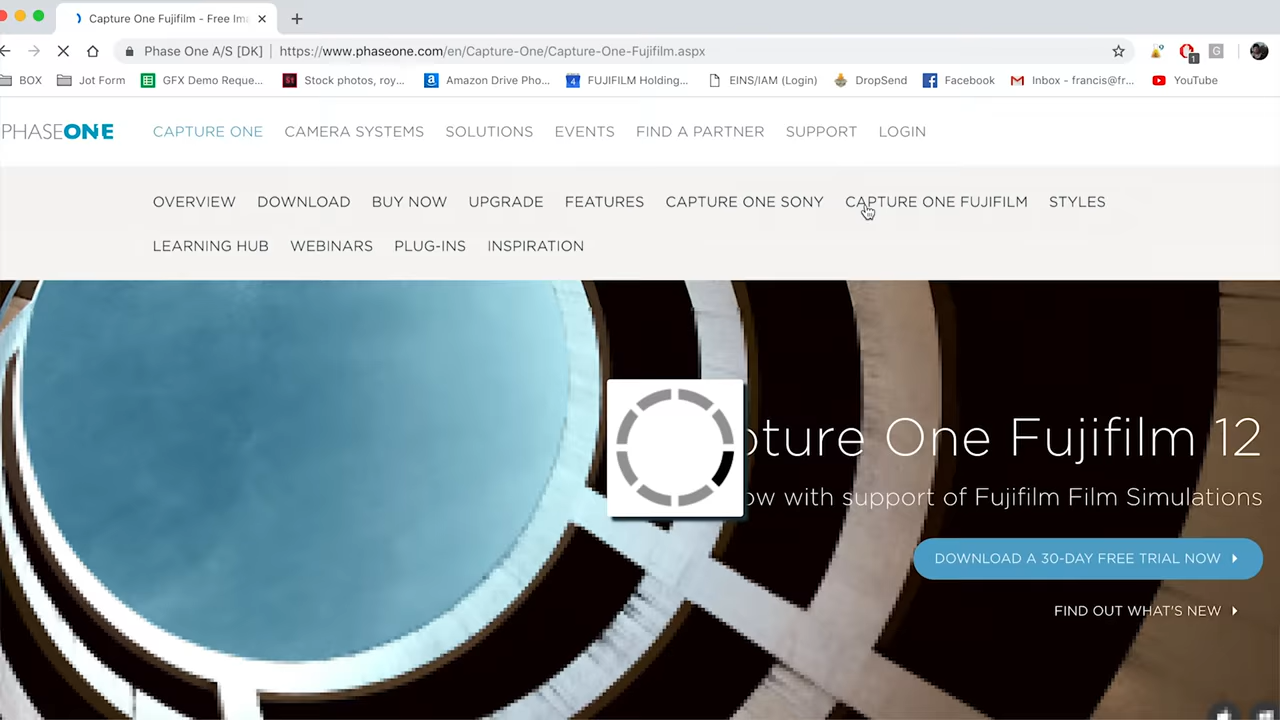 Capture One Fujifilm - Free Im
Phase One A/S [DK] https://www.phaseone.com/en/Capture-One/Capture-One-Fujifilm.aspx
BOX Jot Form GFX Demo Reque... Stock photos, roy... Amazon Drive Pho... FUJIFILM Holding... EINS/IAM (Login) DropSend Facebook Inbox - francis@fr... YouTube
PHASEONE CAPTURE ONE CAMERA SYSTEMS SOLUTIONS EVENTS FIND A PARTNER SUPPORT LOGIN
OVERVIEW DOWNLOAD BUY NOW UPGRADE FEATURES CAPTURE ONE SONY CAPTURE ONE FUJIFILM STYLES
LEARNING HUB WEBINARS PLUG-INS INSPIRATION
pture One Fujifilm 12
ow with support of Fujifilm Film Simulations
DOWNLOAD A 30-DAY FREE TRIAL NOW
FIND OUT WHAT'S NEW